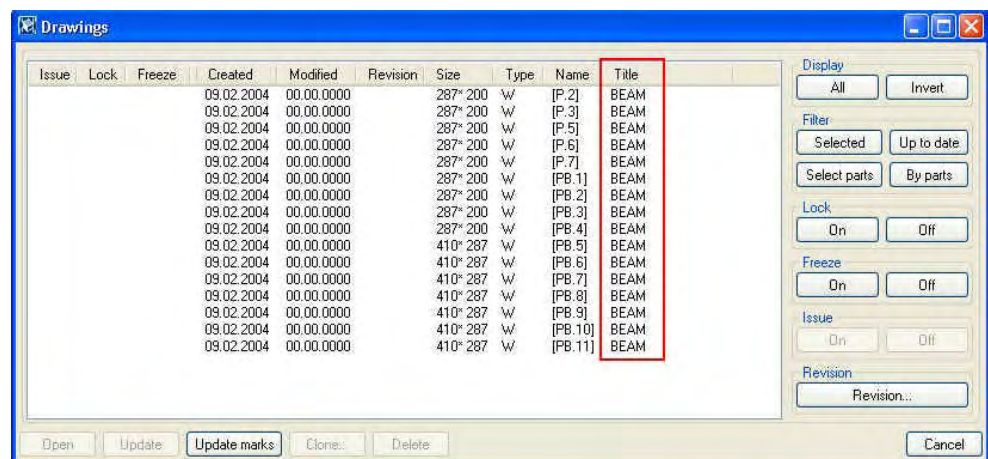 Drawings
Issue Lock Freeze Created Modified Revision Size Type Name Title
09.02.2004 00.00.0000 287* 200 W [P.2] BEAM
09.02.2004 00.00.0000 287* 200 W [P.3] BEAM
09.02.2004 00.00.0000 287* 200 W [P.5] BEAM
09.02.2004 00.00.0000 287* 200 W [P.6] BEAM
09.02.2004 00.00.0000 287* 200 W [P.7] BEAM
09.02.2004 00.00.0000 287* 200 W [PB.1] BEAM
09.02.2004 00.00.0000 287* 200 W [PB.2] BEAM
09.02.2004 00.00.0000 287* 200 W [PB.3] BEAM
09.02.2004 00.00.0000 287* 200 W [PB.4] BEAM
09.02.2004 00.00.0000 410* 287 W [PB.5] BEAM
09.02.2004 00.00.0000 410* 287 W [PB.6] BEAM
09.02.2004 00.00.0000 410* 287 W [PB.7] BEAM
09.02.2004 00.00.0000 410* 287 W [PB.8] BEAM
09.02.2004 00.00.0000 410* 287 W [PB.9] BEAM
09.02.2004 00.00.0000 410* 287 W [PB.10] BEAM
09.02.2004 00.00.0000 410* 287 W [PB.11] BEAM
Display
All Invert
Filter
Selected Up to date
Select parts By parts
Lock
On Off
Freeze
On Off
Issue
On Off
Revision
Revision...
Open Update Update marks Clone.. Delete Cancel